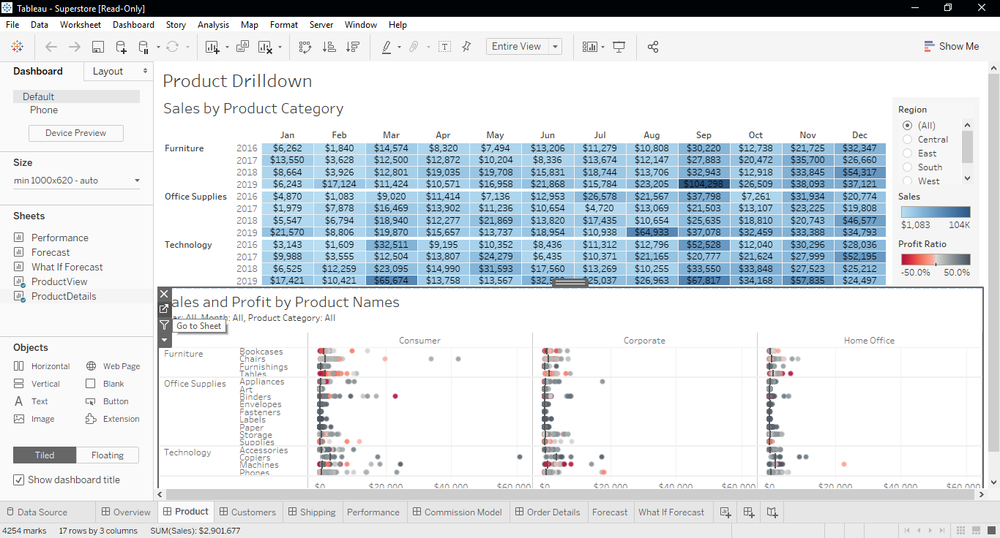 Tableau - Superstore [Read-Only]
File Data Worksheet Dashboard Story Analysis Map Format Server Window Help
Entire View
Show Me
Dashboard
Layout
Default
Phone
Device Preview
Size
min 1000x620 - auto
Sheets
Performance
Forecast
What If Forecast
ProductView
ProductDetails
Objects
Horizontal Web Page
Vertical Blank
Text Button
Image Extension
Tiled Floating
Show dashboard title
Product Drilldown
Sales by Product Category
Jan Feb Mar Apr May Jun Jul Aug Sep Oct Nov Dec
Furniture 2016 $6,262 $1,840 $14,574 $8,320 $7,494 $13,206 $11,279 $10,808 $30,220 $12,738 $21,725 $32,347
2017 $13,550 $3,628 $12,500 $12,872 $10,204 $8,336 $13,674 $12,147 $27,883 $20,472 $35,700 $26,660
2018 $8,664 $3,926 $12,801 $19,035 $19,708 $15,831 $18,744 $13,706 $32,943 $12,918 $33,845 $54,317
2019 $6,243 $17,124 $11,424 $10,571 $16,958 $21,868 $15,784 $23,205 $104,298 $26,509 $38,093 $37,121
Office Supplies 2016 $4,870 $1,083 $9,020 $11,414 $7,136 $12,953 $26,578 $21,567 $37,798 $7,261 $31,934 $20,774
2017 $1,979 $7,878 $16,469 $13,902 $11,236 $10,654 $4,720 $13,069 $21,503 $13,107 $23,225 $19,808
2018 $5,547 $6,794 $18,940 $12,277 $21,869 $13,820 $17,435 $10,654 $25,635 $18,810 $20,743 $46,577
2019 $21,570 $8,806 $19,870 $15,657 $13,737 $18,954 $10,938 $64,933 $37,078 $32,459 $33,388 $34,793
Technology 2016 $3,143 $1,609 $32,511 $9,195 $10,352 $8,436 $11,312 $12,796 $52,528 $12,040 $30,296 $28,036
2017 $9,988 $3,555 $12,504 $13,807 $24,279 $6,435 $10,371 $21,165 $20,777 $21,624 $27,999 $52,195
2018 $6,525 $12,259 $23,095 $14,990 $31,593 $17,560 $13,269 $10,255 $33,550 $33,848 $27,523 $25,212
2019 $17,421 $10,421 $65,674 $13,758 $13,567 $26,963 $67,817 $34,168 $57,835 $24,497
Region
(All)
Central
East
South
West
Sales
$1,083 104K
Profit Ratio
-50.0% 50.0%
ales and Profit by Product Names
All, Month: All, Product Category: All
Go to Sheet
Consumer Corporate Home Office
Furniture
Bookcases
Chairs
Furnishings
Tables
Office Supplies
Appliances
Art
Binders
Envelopes
Fasteners
Labels
Paper
Storage
Supplies
Technology
Accessories
Copiers
Machines
Phones
$0 $20,000 $40,000 $60,000 $0 $20,000 $40,000 $60,000 $0 $20,000 $40,000 $60,000
Data Source Overview Product Customers Shipping Performance Commission Model Order Details Forecast What If Forecast
4254 marks 17 rows by 3 columns SUM(Sales): $2,901,677